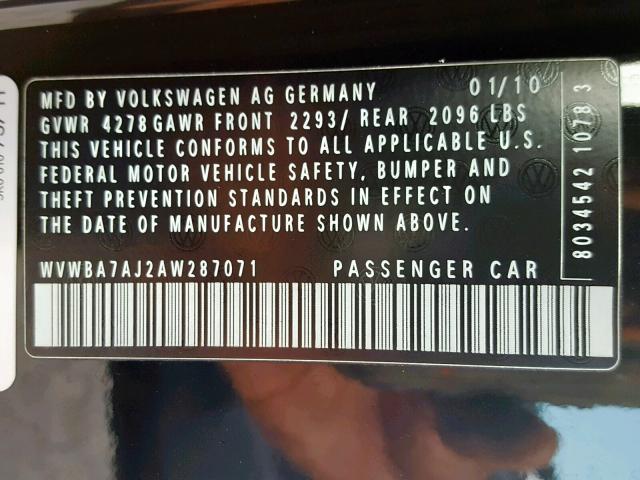 MFD BY VOLKSWAGEN AG GERMANY 01/10
GVWR 4278 GAWR FRONT 2293/ REAR 2096 LBS
THIS VEHICLE CONFORMS TO ALL APPLICABLE U.S.
FEDERAL MOTOR VEHICLE SAFETY, BUMPER AND
THEFT PREVENTION STANDARDS IN EFFECT ON
THE DATE OF MANUFACTURE SHOWN ABOVE.
WVWBA7AJ2AW287071 PASSENGER CAR
8034542 10783